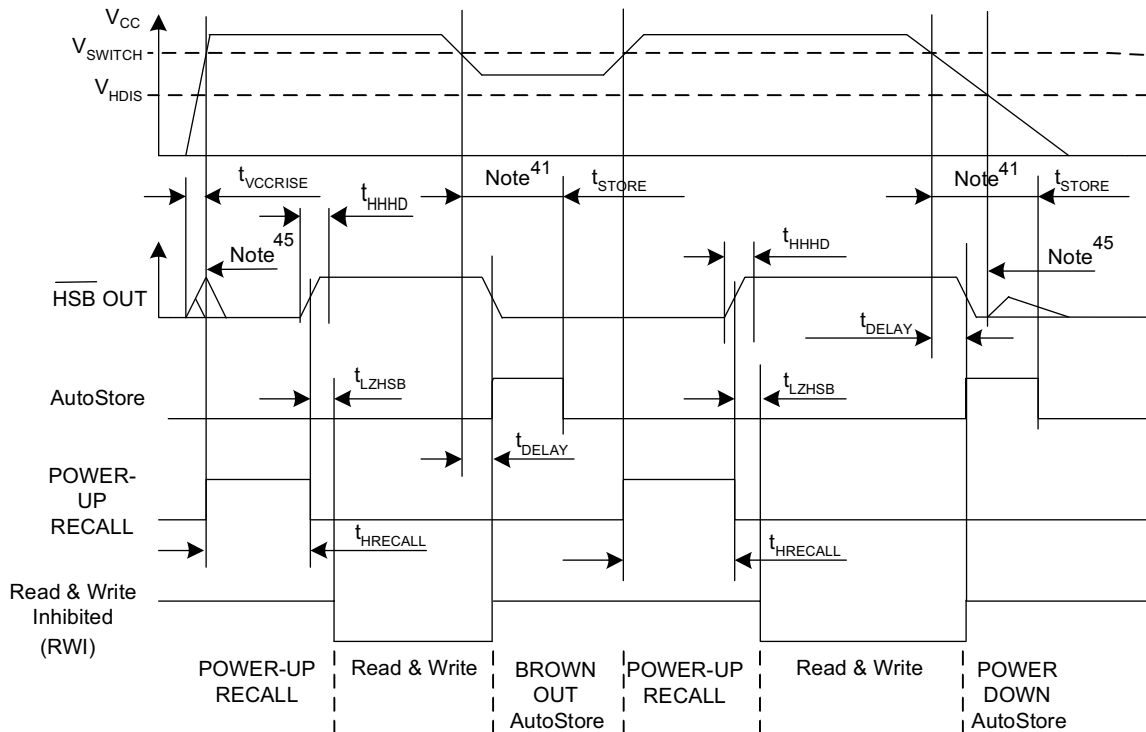 VCC
VSWITCH
VHDIS
tVCCRISE
Note41
tSTORE
Note41
tSTORE
tHHHD
Note45
tHHHD
Note45
HSB OUT
tDELAY
tLZHSB
tLZHSB
AutoStore
tDELAY
POWER-
UP
RECALL
tHRECALL
tHRECALL
Read & Write
Inhibited
(RWI)
POWER-UP
RECALL
Read & Write
BROWN
OUT
AutoStore
POWER-UP
RECALL
Read & Write
POWER
DOWN
AutoStore